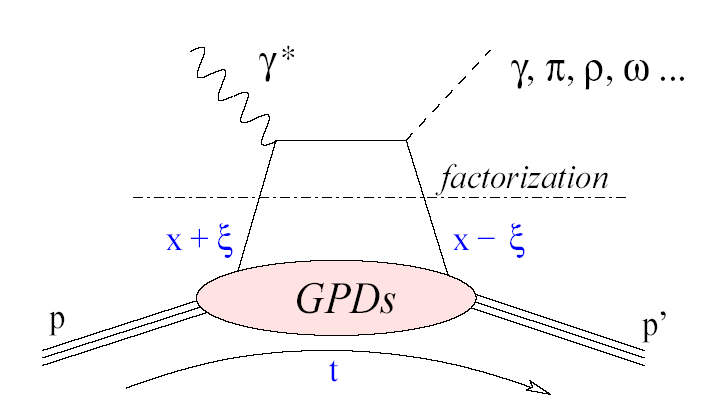 γ*
γ, π, ρ, ω ...
factorization
x + ξ
x − ξ
GPDs
p
p’
t